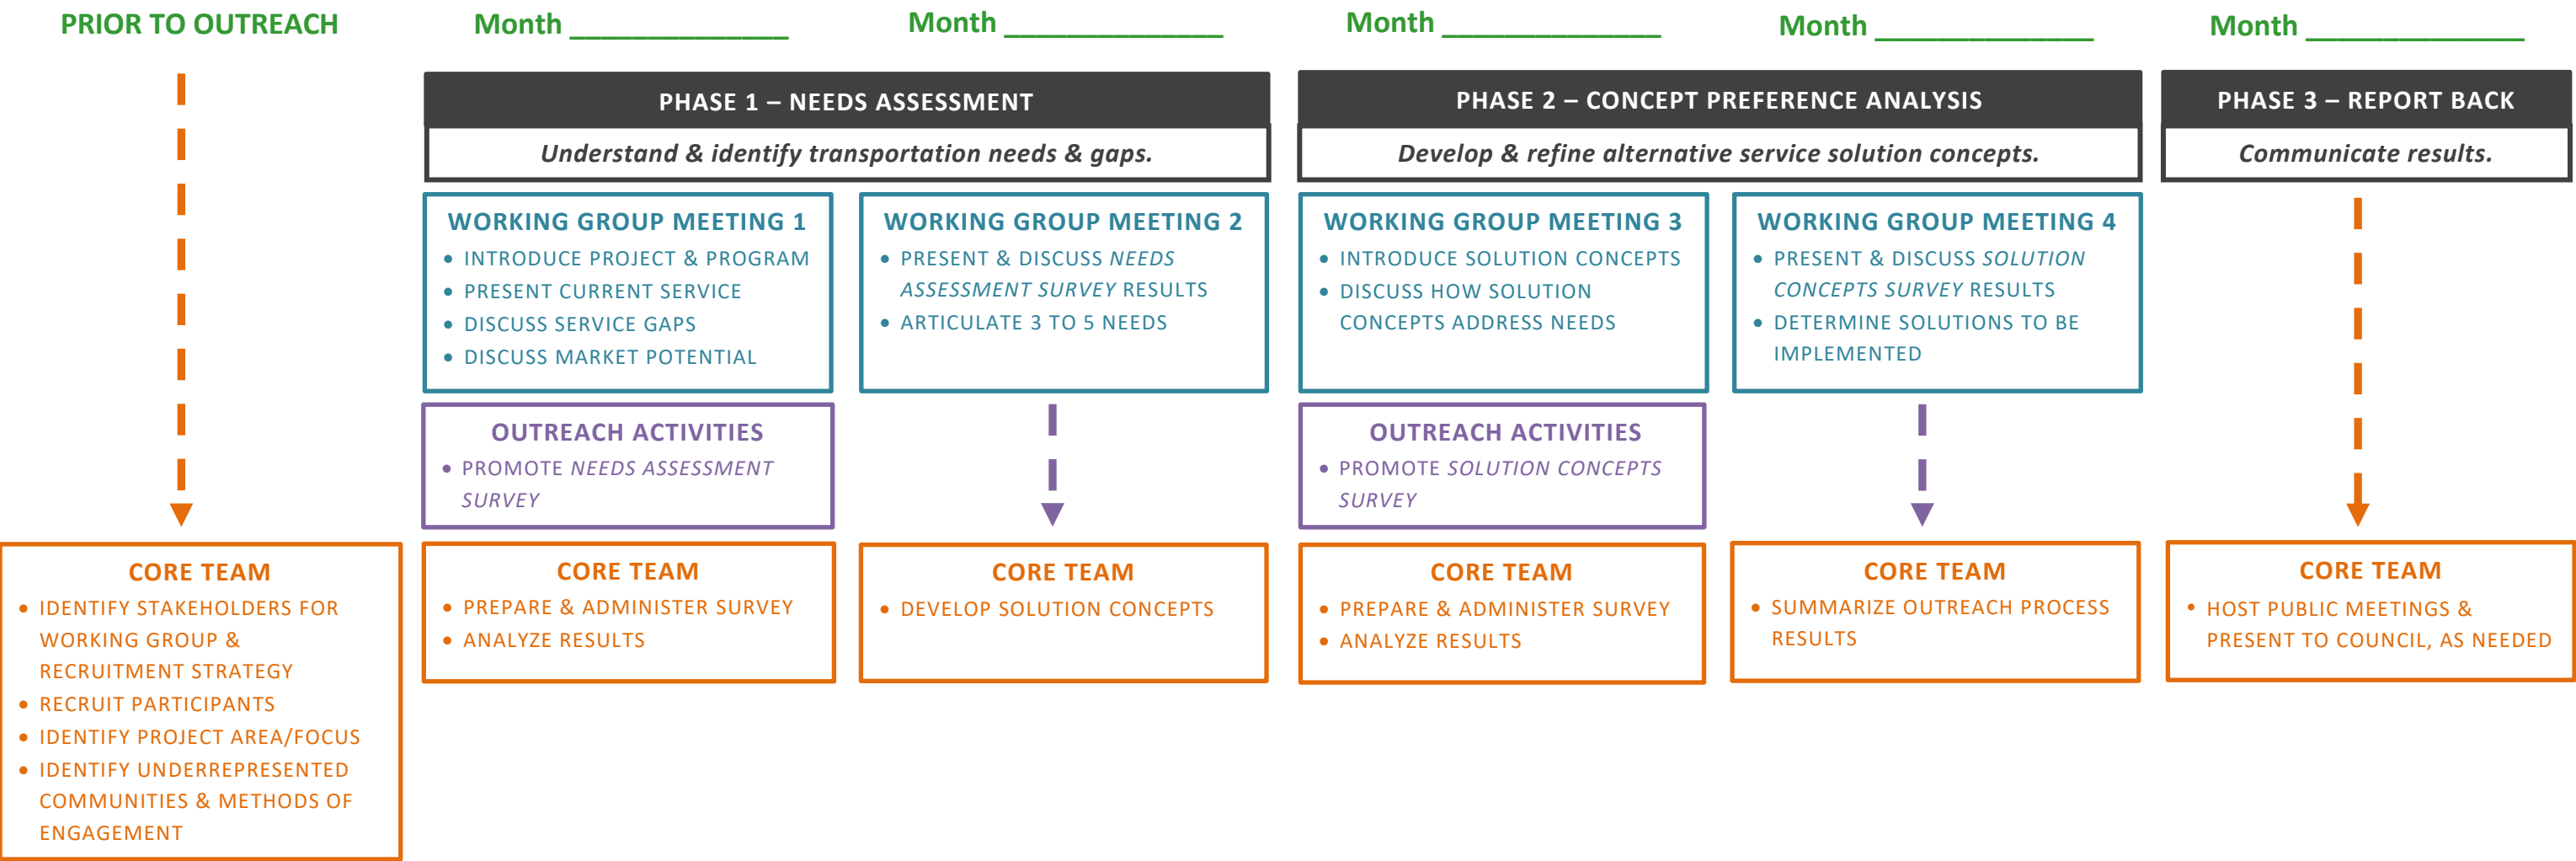 PRIOR TO OUTREACH
Month ______________
Month ______________
Month ______________
Month ______________
Month ______________
PHASE 1 – NEEDS ASSESSMENT
Understand & identify transportation needs & gaps.
PHASE 2 – CONCEPT PREFERENCE ANALYSIS
Develop & refine alternative service solution concepts.
PHASE 3 – REPORT BACK
Communicate results.
WORKING GROUP MEETING 1
• INTRODUCE PROJECT & PROGRAM
• PRESENT CURRENT SERVICE
• DISCUSS SERVICE GAPS
• DISCUSS MARKET POTENTIAL
WORKING GROUP MEETING 2
• PRESENT & DISCUSS NEEDS
ASSESSMENT SURVEY RESULTS
• ARTICULATE 3 TO 5 NEEDS
WORKING GROUP MEETING 3
• INTRODUCE SOLUTION CONCEPTS
• DISCUSS HOW SOLUTION
CONCEPTS ADDRESS NEEDS
WORKING GROUP MEETING 4
• PRESENT & DISCUSS SOLUTION
CONCEPTS SURVEY RESULTS
• DETERMINE SOLUTIONS TO BE
IMPLEMENTED
OUTREACH ACTIVITIES
• PROMOTE NEEDS ASSESSMENT
SURVEY
OUTREACH ACTIVITIES
• PROMOTE SOLUTION CONCEPTS
SURVEY
CORE TEAM
• IDENTIFY STAKEHOLDERS FOR
WORKING GROUP &
RECRUITMENT STRATEGY
• RECRUIT PARTICIPANTS
• IDENTIFY PROJECT AREA/FOCUS
• IDENTIFY UNDERREPRESENTED
COMMUNITIES & METHODS OF
ENGAGEMENT
CORE TEAM
• PREPARE & ADMINISTER SURVEY
• ANALYZE RESULTS
CORE TEAM
• DEVELOP SOLUTION CONCEPTS
CORE TEAM
• PREPARE & ADMINISTER SURVEY
• ANALYZE RESULTS
CORE TEAM
• SUMMARIZE OUTREACH PROCESS
RESULTS
CORE TEAM
• HOST PUBLIC MEETINGS &
PRESENT TO COUNCIL, AS NEEDED